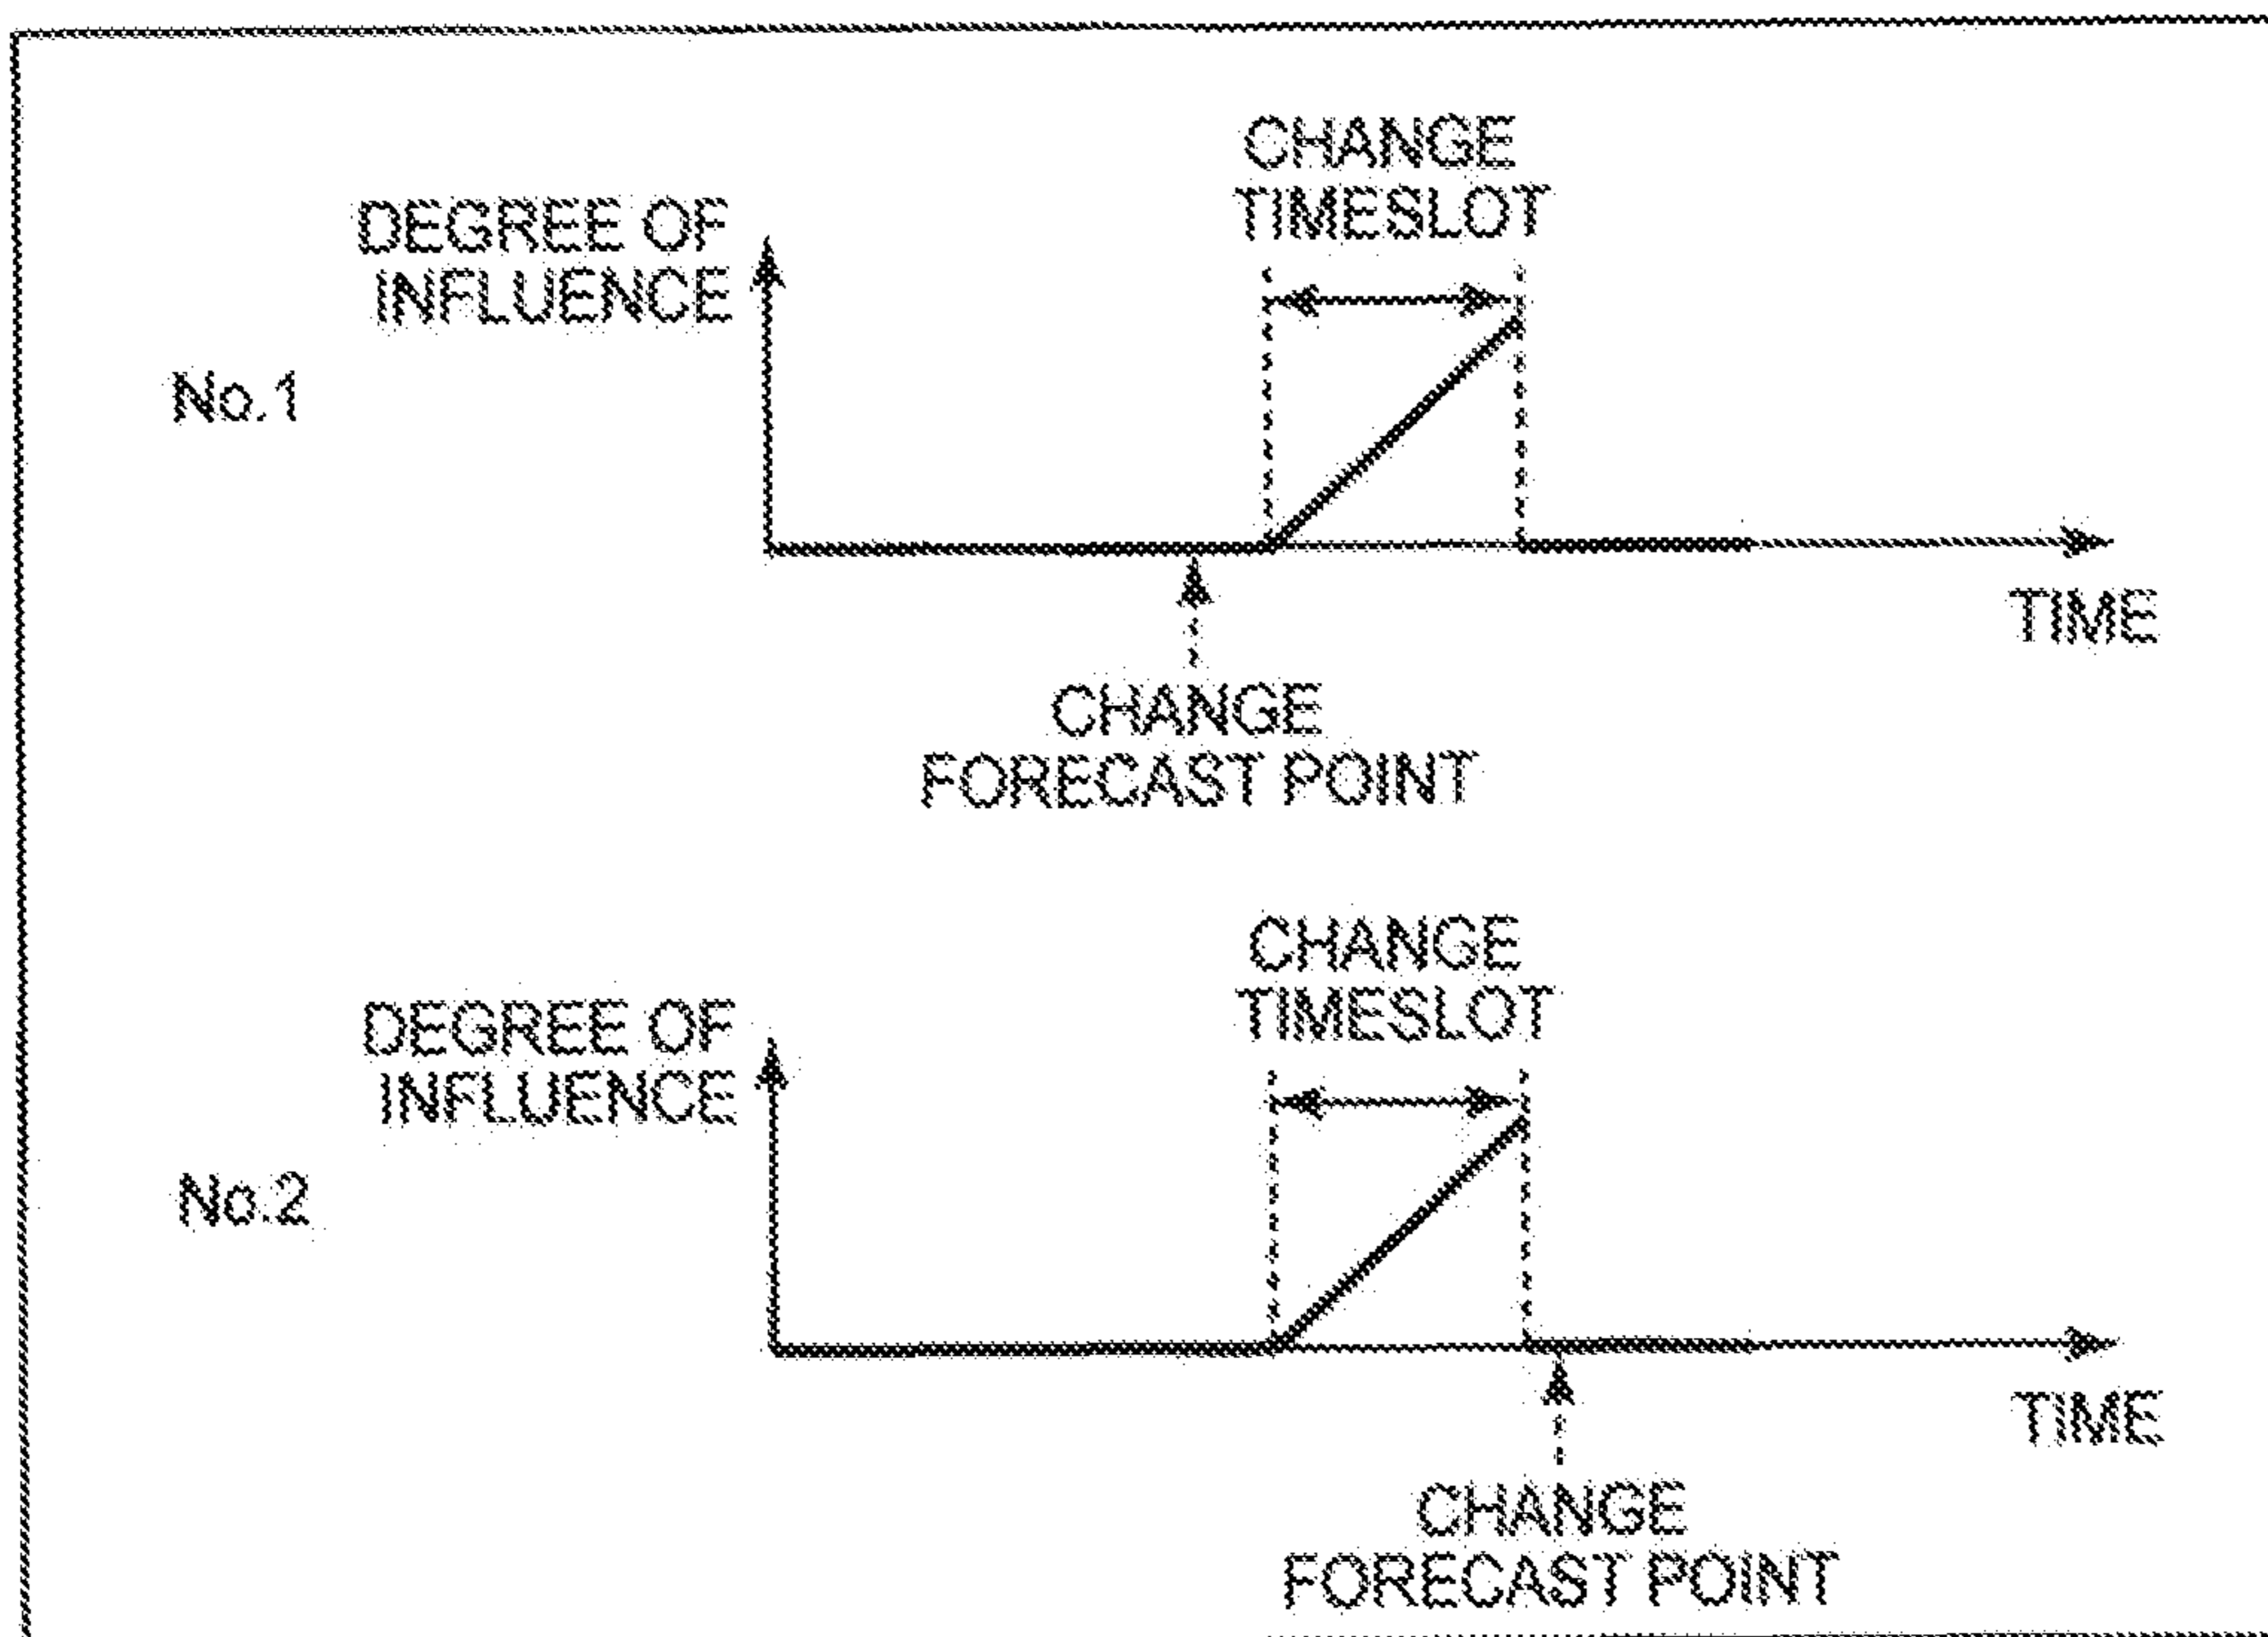 CHANGE
TIMESLOT
DEGREE OF
INFLUENCE
No.1
TIME
CHANGE
FORECAST POINT
CHANGE
TIMESLOT
DEGREE OF
INFLUENCE
No.2
TIME
CHANGE
FORECAST POINT